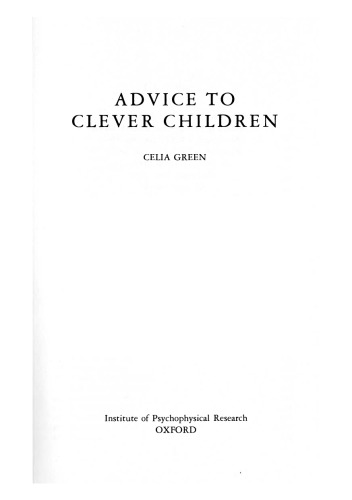 ADVICE TO
CLEVER CHILDREN
CELIA GREEN
Institute of Psychophysical Research
OXFORD